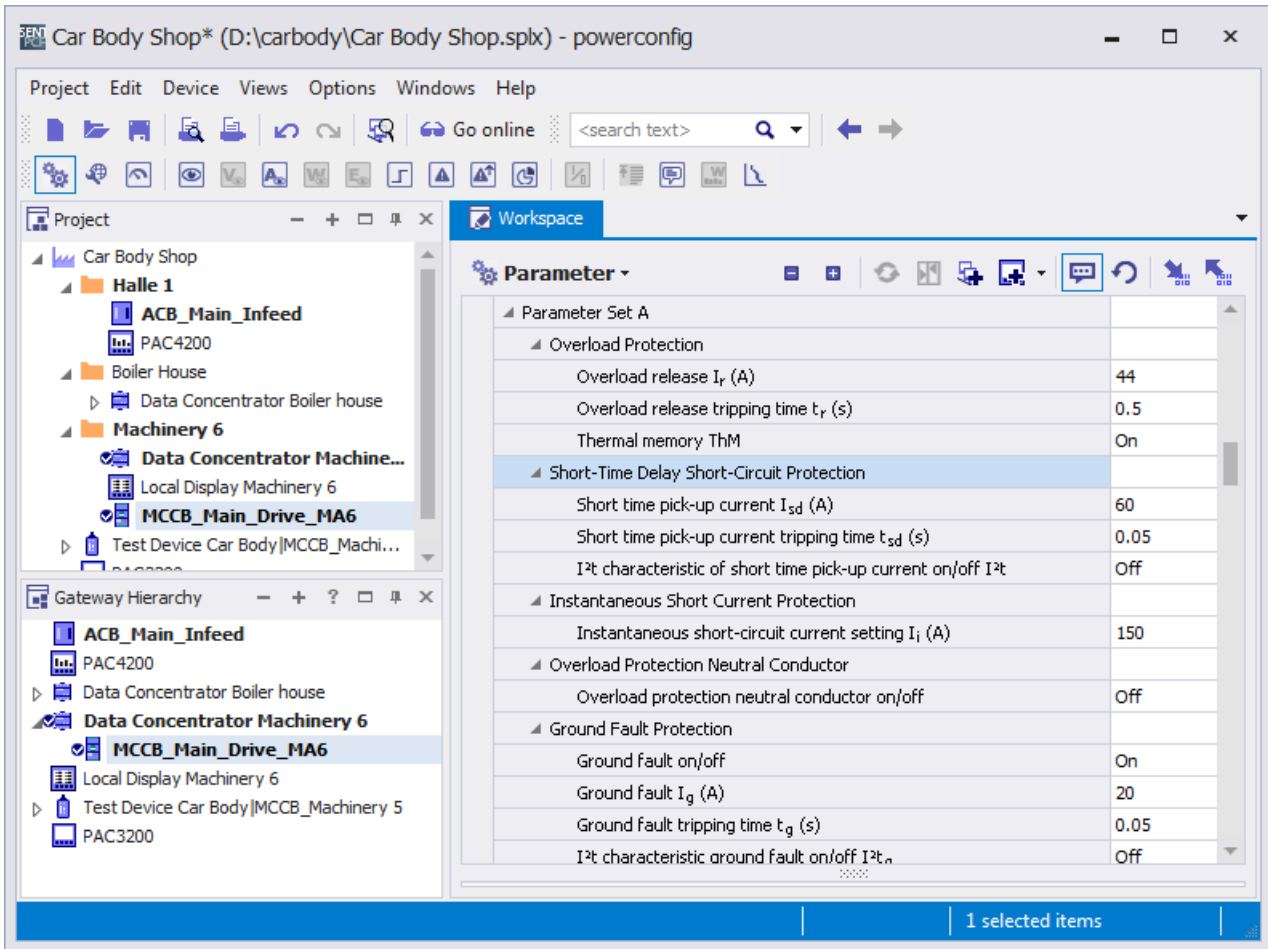 Car Body Shop* (D:\carbody\Car Body Shop.splx) - powerconfig
Project Edit Device Views Options Windows Help
Go online <search text>
Project
Car Body Shop
Halle 1
ACB_Main_Infeed
PAC4200
Boiler House
Data Concentrator Boiler house
Machinery 6
Data Concentrator Machine...
Local Display Machinery 6
MCCB_Main_Drive_MA6
Test Device Car Body|MCCB_Machi...
Gateway Hierarchy
ACB_Main_Infeed
PAC4200
Data Concentrator Boiler house
Data Concentrator Machinery 6
MCCB_Main_Drive_MA6
Local Display Machinery 6
Test Device Car Body|MCCB_Machinery 5
PAC3200
Workspace
Parameter
Parameter Set A
Overload Protection
Overload release Iᵣ (A) 44
Overload release tripping time tᵣ (s) 0.5
Thermal memory ThM On
Short-Time Delay Short-Circuit Protection
Short time pick-up current Isd (A) 60
Short time pick-up current tripping time tsd (s) 0.05
I²t characteristic of short time pick-up current on/off I²t Off
Instantaneous Short Current Protection
Instantaneous short-circuit current setting Ii (A) 150
Overload Protection Neutral Conductor
Overload protection neutral conductor on/off Off
Ground Fault Protection
Ground fault on/off On
Ground fault Ig (A) 20
Ground fault tripping time tg (s) 0.05
I²t characteristic ground fault on/off I²tg Off
1 selected items